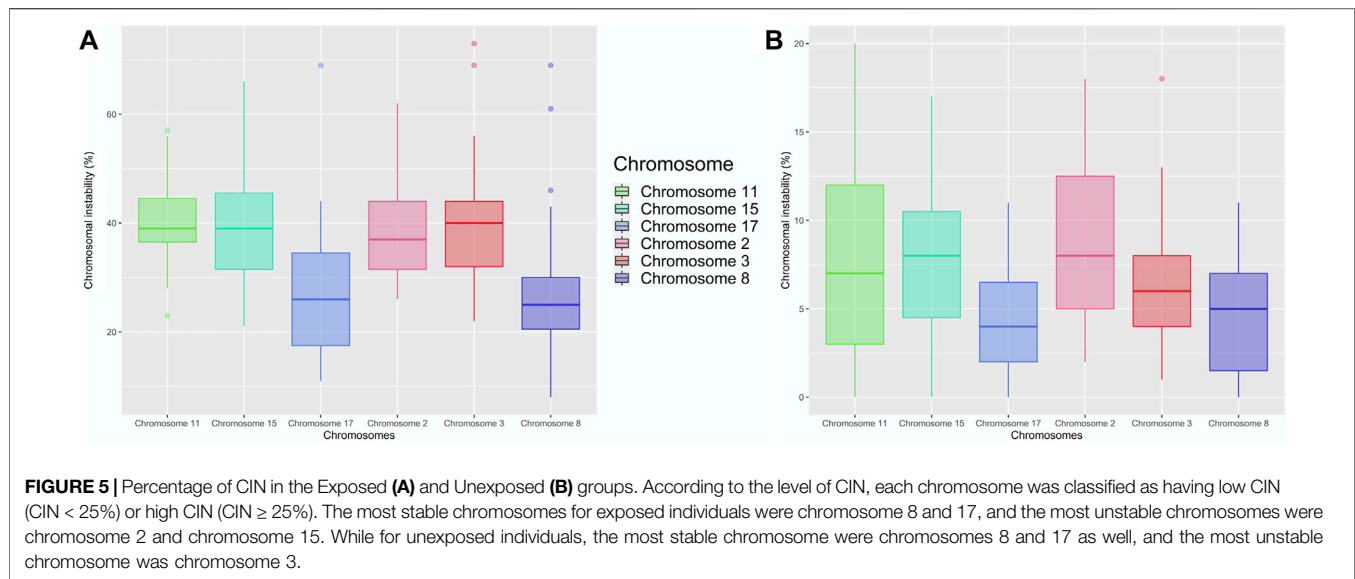 A
B
Chromosomal instability (%)
60
40
20
Chromosome 11 Chromosome 15 Chromosome 17 Chromosome 2 Chromosome 3 Chromosome 8
Chromosomes
Chromosome
Chromosome 11
Chromosome 15
Chromosome 17
Chromosome 2
Chromosome 3
Chromosome 8
Chromosomal instability (%)
20
15
10
5
0
Chromosome 11 Chromosome 15 Chromosome 17 Chromosome 2 Chromosome 3 Chromosome 8
Chromosomes
FIGURE 5 | Percentage of CIN in the Exposed (A) and Unexposed (B) groups. According to the level of CIN, each chromosome was classified as having low CIN
(CIN < 25%) or high CIN (CIN ≥ 25%). The most stable chromosomes for exposed individuals were chromosome 8 and 17, and the most unstable chromosomes were
chromosome 2 and chromosome 15. While for unexposed individuals, the most stable chromosome were chromosomes 8 and 17 as well, and the most unstable
chromosome was chromosome 3.